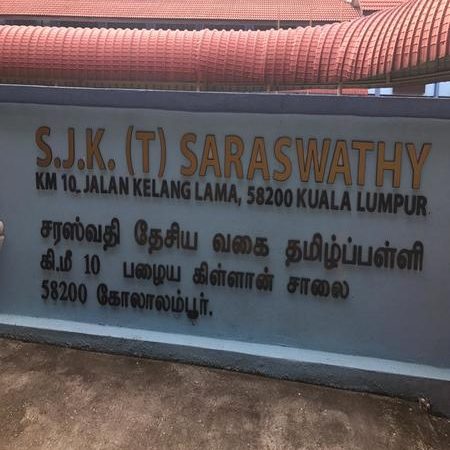 S.J.K. (T) SARASWATHY
KM 10, JALAN KELANG LAMA, 58200 KUALA LUMPUR
சரஸ்வதி தேசிய வகை தமிழ்ப்பள்ளி
கி.மீ 10 பழைய கிள்ளான் சாலை
58200 கோலாலம்பூர்.